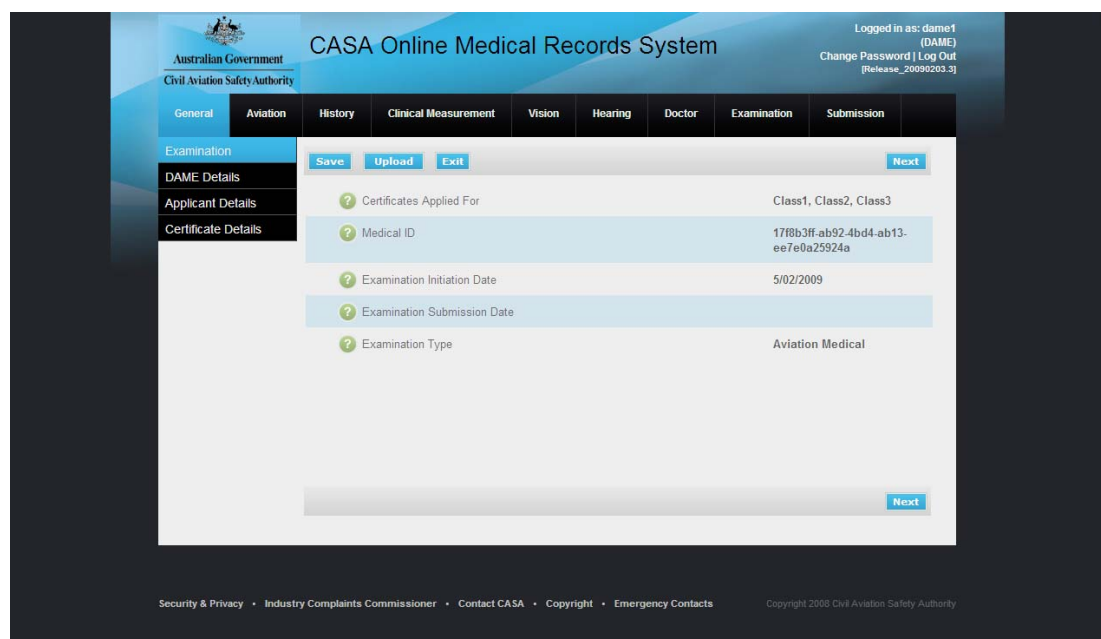 Australian Government
Civil Aviation Safety Authority
CASA Online Medical Records System
Logged in as: dame1
(DAME)
Change Password | Log Out
[Release_20090203.3]
General Aviation History Clinical Measurement Vision Hearing Doctor Examination Submission
Examination
DAME Details
Applicant Details
Certificate Details
Save Upload Exit Next
? Certificates Applied For Class1, Class2, Class3
? Medical ID 17f8b3ff-ab92-4bd4-ab13-
ee7e0a25924a
? Examination Initiation Date 5/02/2009
? Examination Submission Date
? Examination Type Aviation Medical
Next
Security & Privacy • Industry Complaints Commissioner • Contact CASA • Copyright • Emergency Contacts Copyright 2008 Civil Aviation Safety Authority